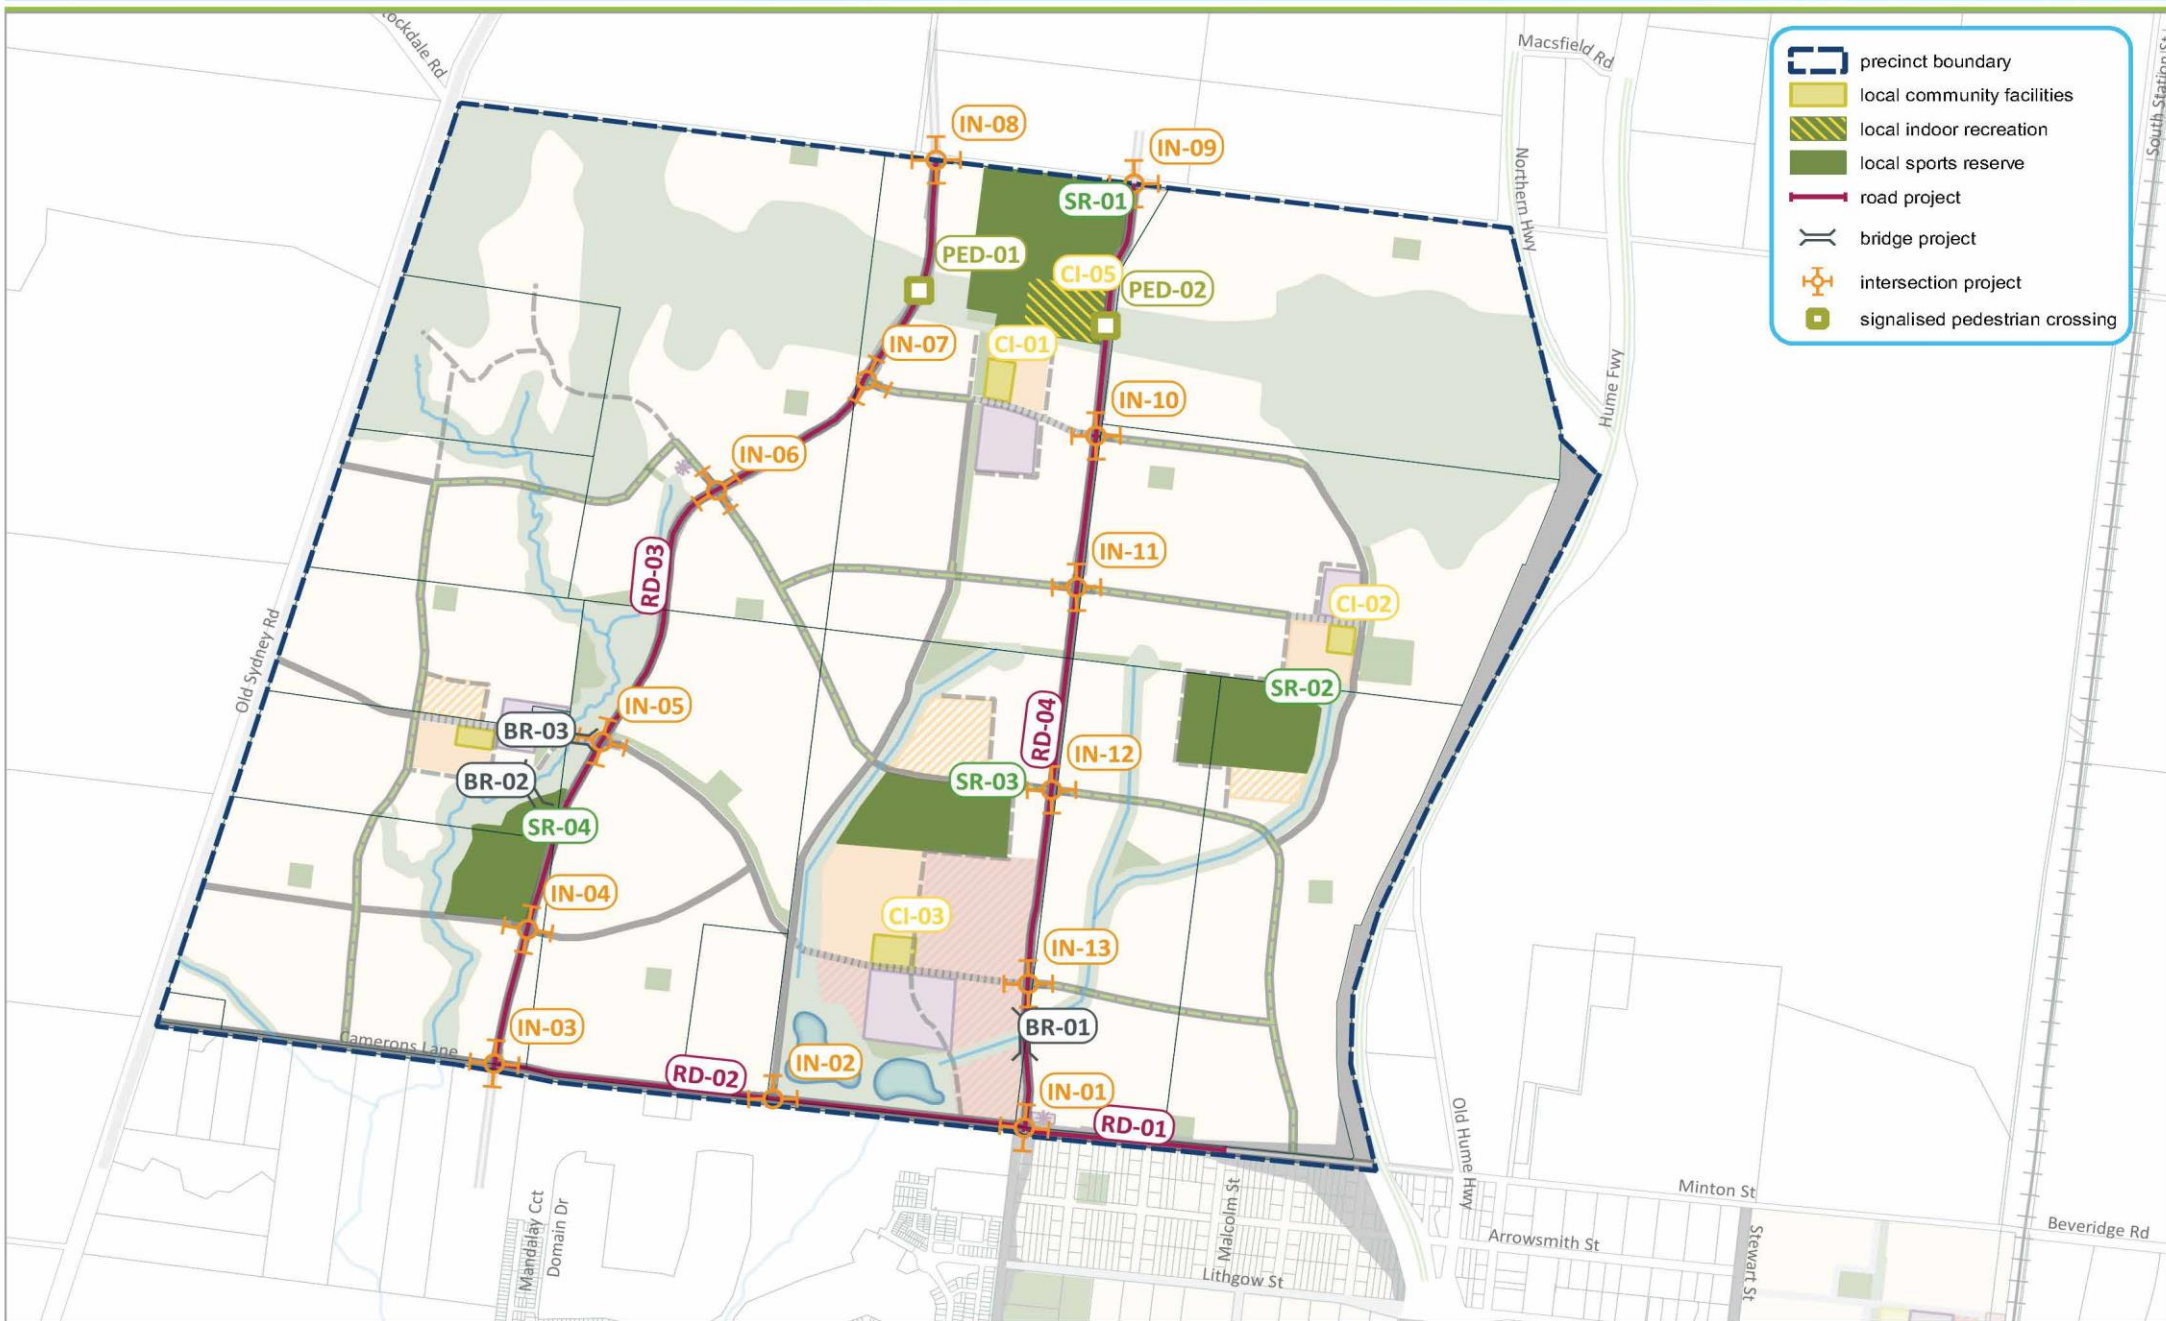 ockdale Rd
Macsfield Rd
South Station St
precinct boundary
local community facilities
local indoor recreation
local sports reserve
road project
bridge project
intersection project
signalised pedestrian crossing
IN-08
IN-09
SR-01
Northern Hwy
PED-01
CI-05
PED-02
IN-07
CI-01
Hume Fwy
IN-10
IN-06
IN-11
RD-03
CI-02
Old Sydney Rd
SR-02
IN-05
BR-03
RD-04
IN-12
BR-02
SR-03
SR-04
IN-04
CI-03
IN-13
IN-03
BR-01
Camerons Lane
RD-02
IN-02
IN-01
RD-01
Old Hume Hwy
Mandalay Cct
Domain Dr
Malcolm St
Minton St
Beveridge Rd
Arrowsmith St
Stewart St
Lithgow St